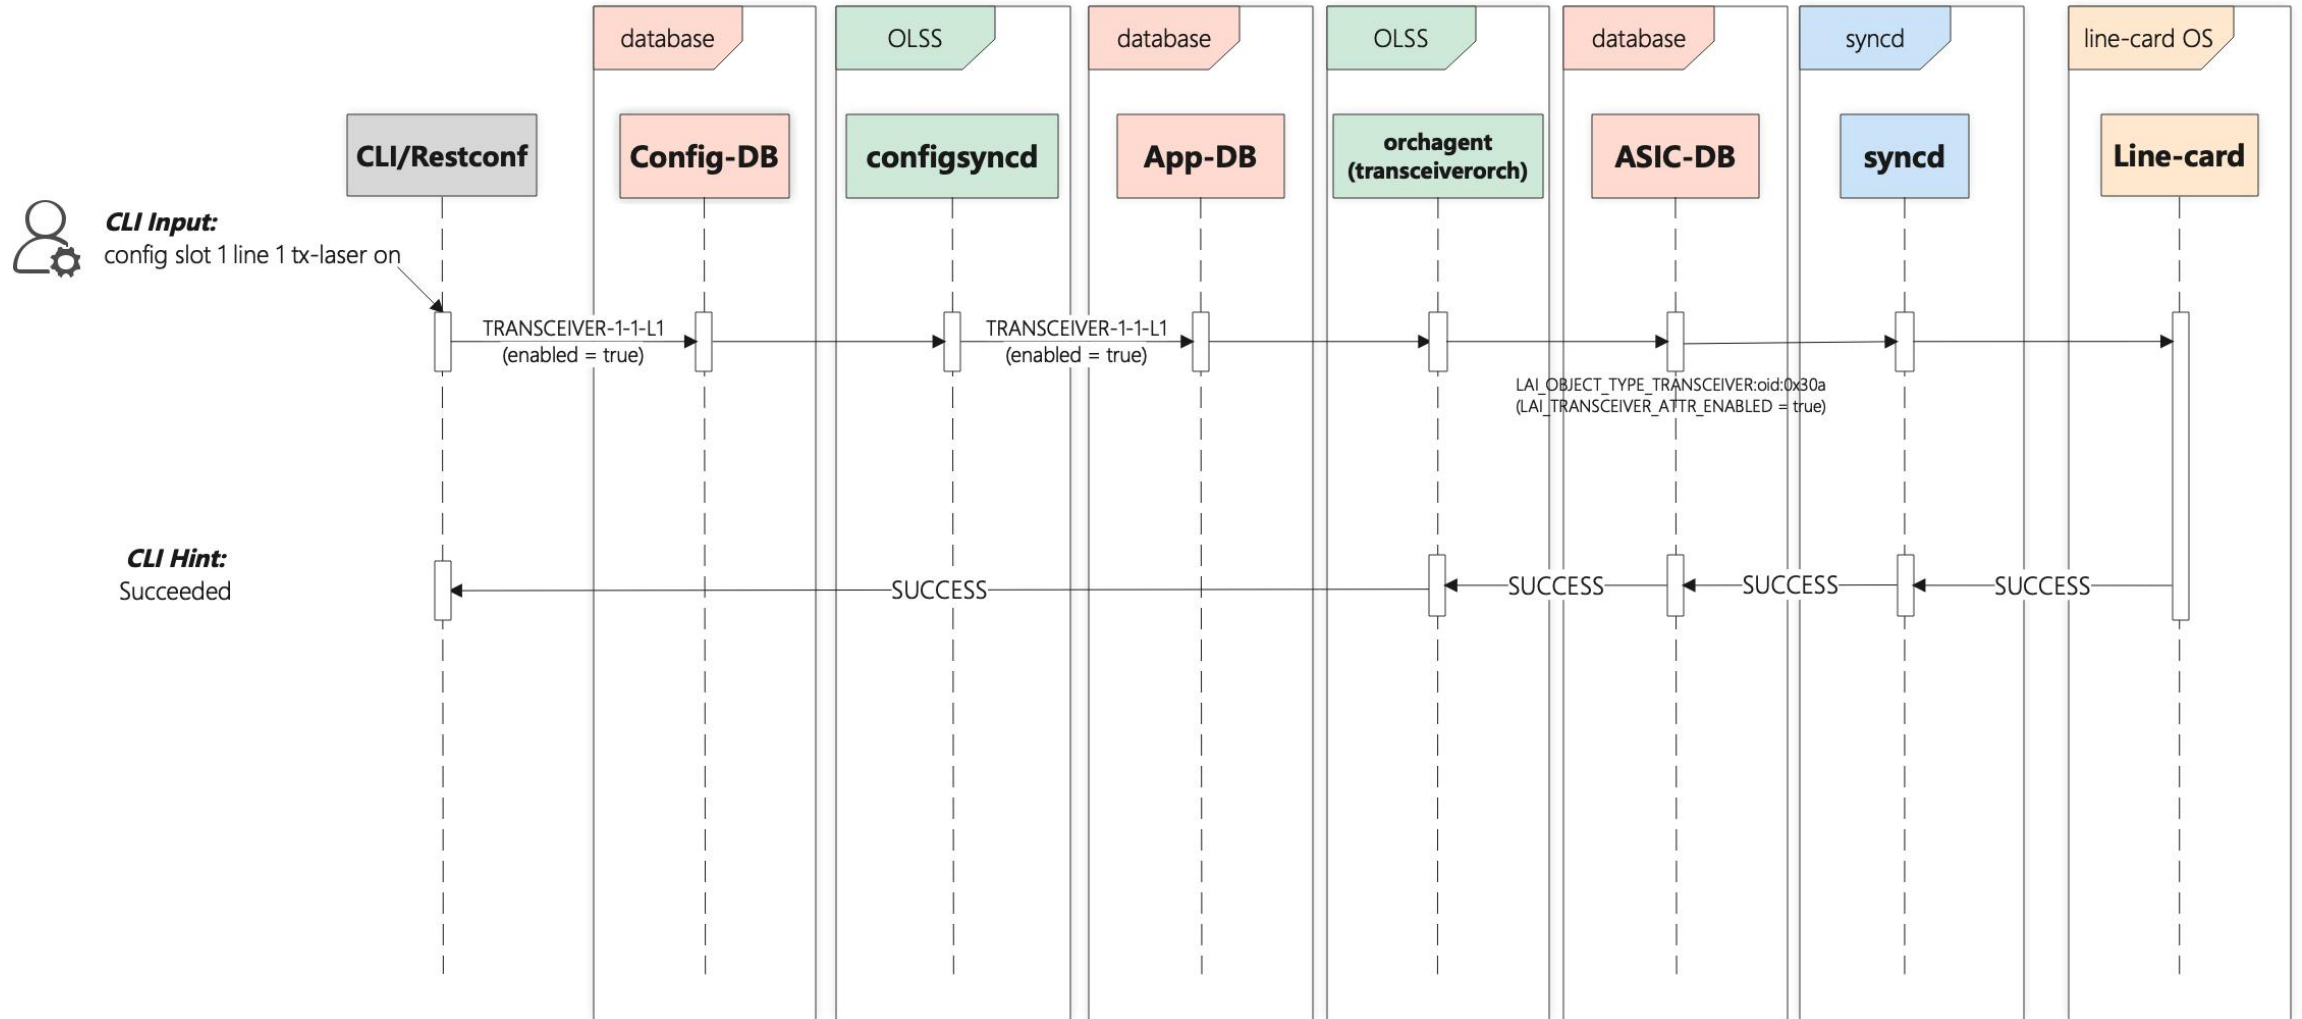 database
OLSS
database
OLSS
database
syncd
line-card OS
CLI/Restconf
Config-DB
configsyncd
App-DB
orchagent
(transceiverorch)
ASIC-DB
syncd
Line-card
CLI Input:
config slot 1 line 1 tx-laser on
TRANSCEIVER-1-1-L1
(enabled = true)
TRANSCEIVER-1-1-L1
(enabled = true)
LAI_OBJECT_TYPE_TRANSCEIVER:oid:0x30a
(LAI_TRANSCEIVER_ATTR_ENABLED = true)
CLI Hint:
Succeeded
SUCCESS
SUCCESS
SUCCESS
SUCCESS